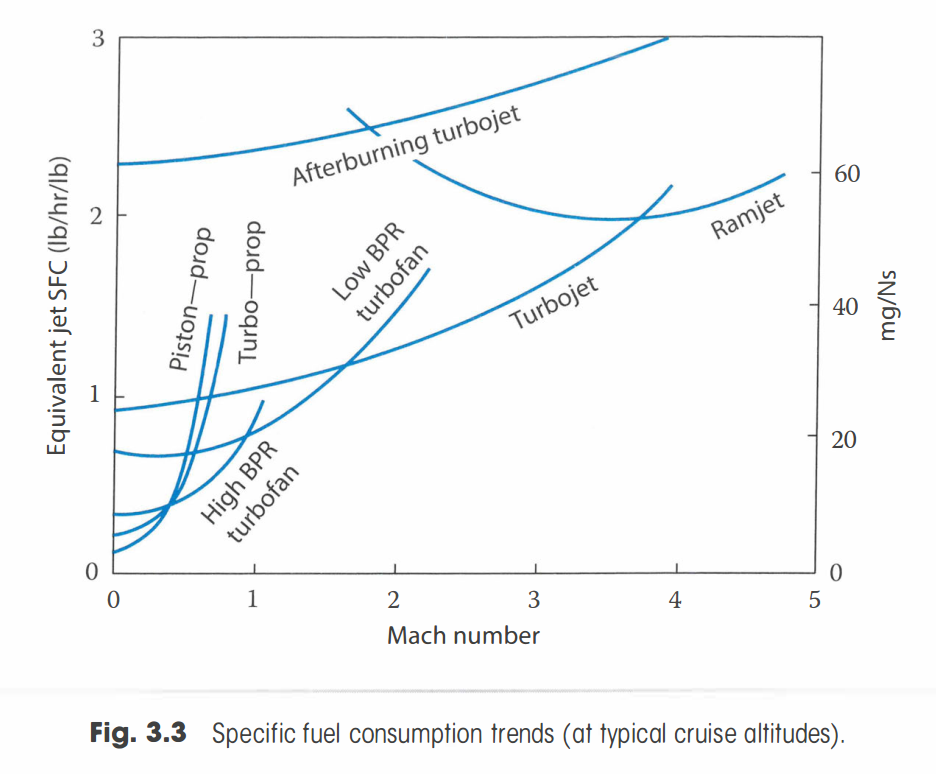 3
2
1
0
Equivalent jet SFC (lb/hr/lb)
Piston—prop
Turbo—prop
Low BPR
turbofan
High BPR
turbofan
Afterburning turbojet
Turbojet
Ramjet
60
40
20
0
mg/Ns
0 1 2 3 4 5
Mach number
Fig. 3.3 Specific fuel consumption trends (at typical cruise altitudes).